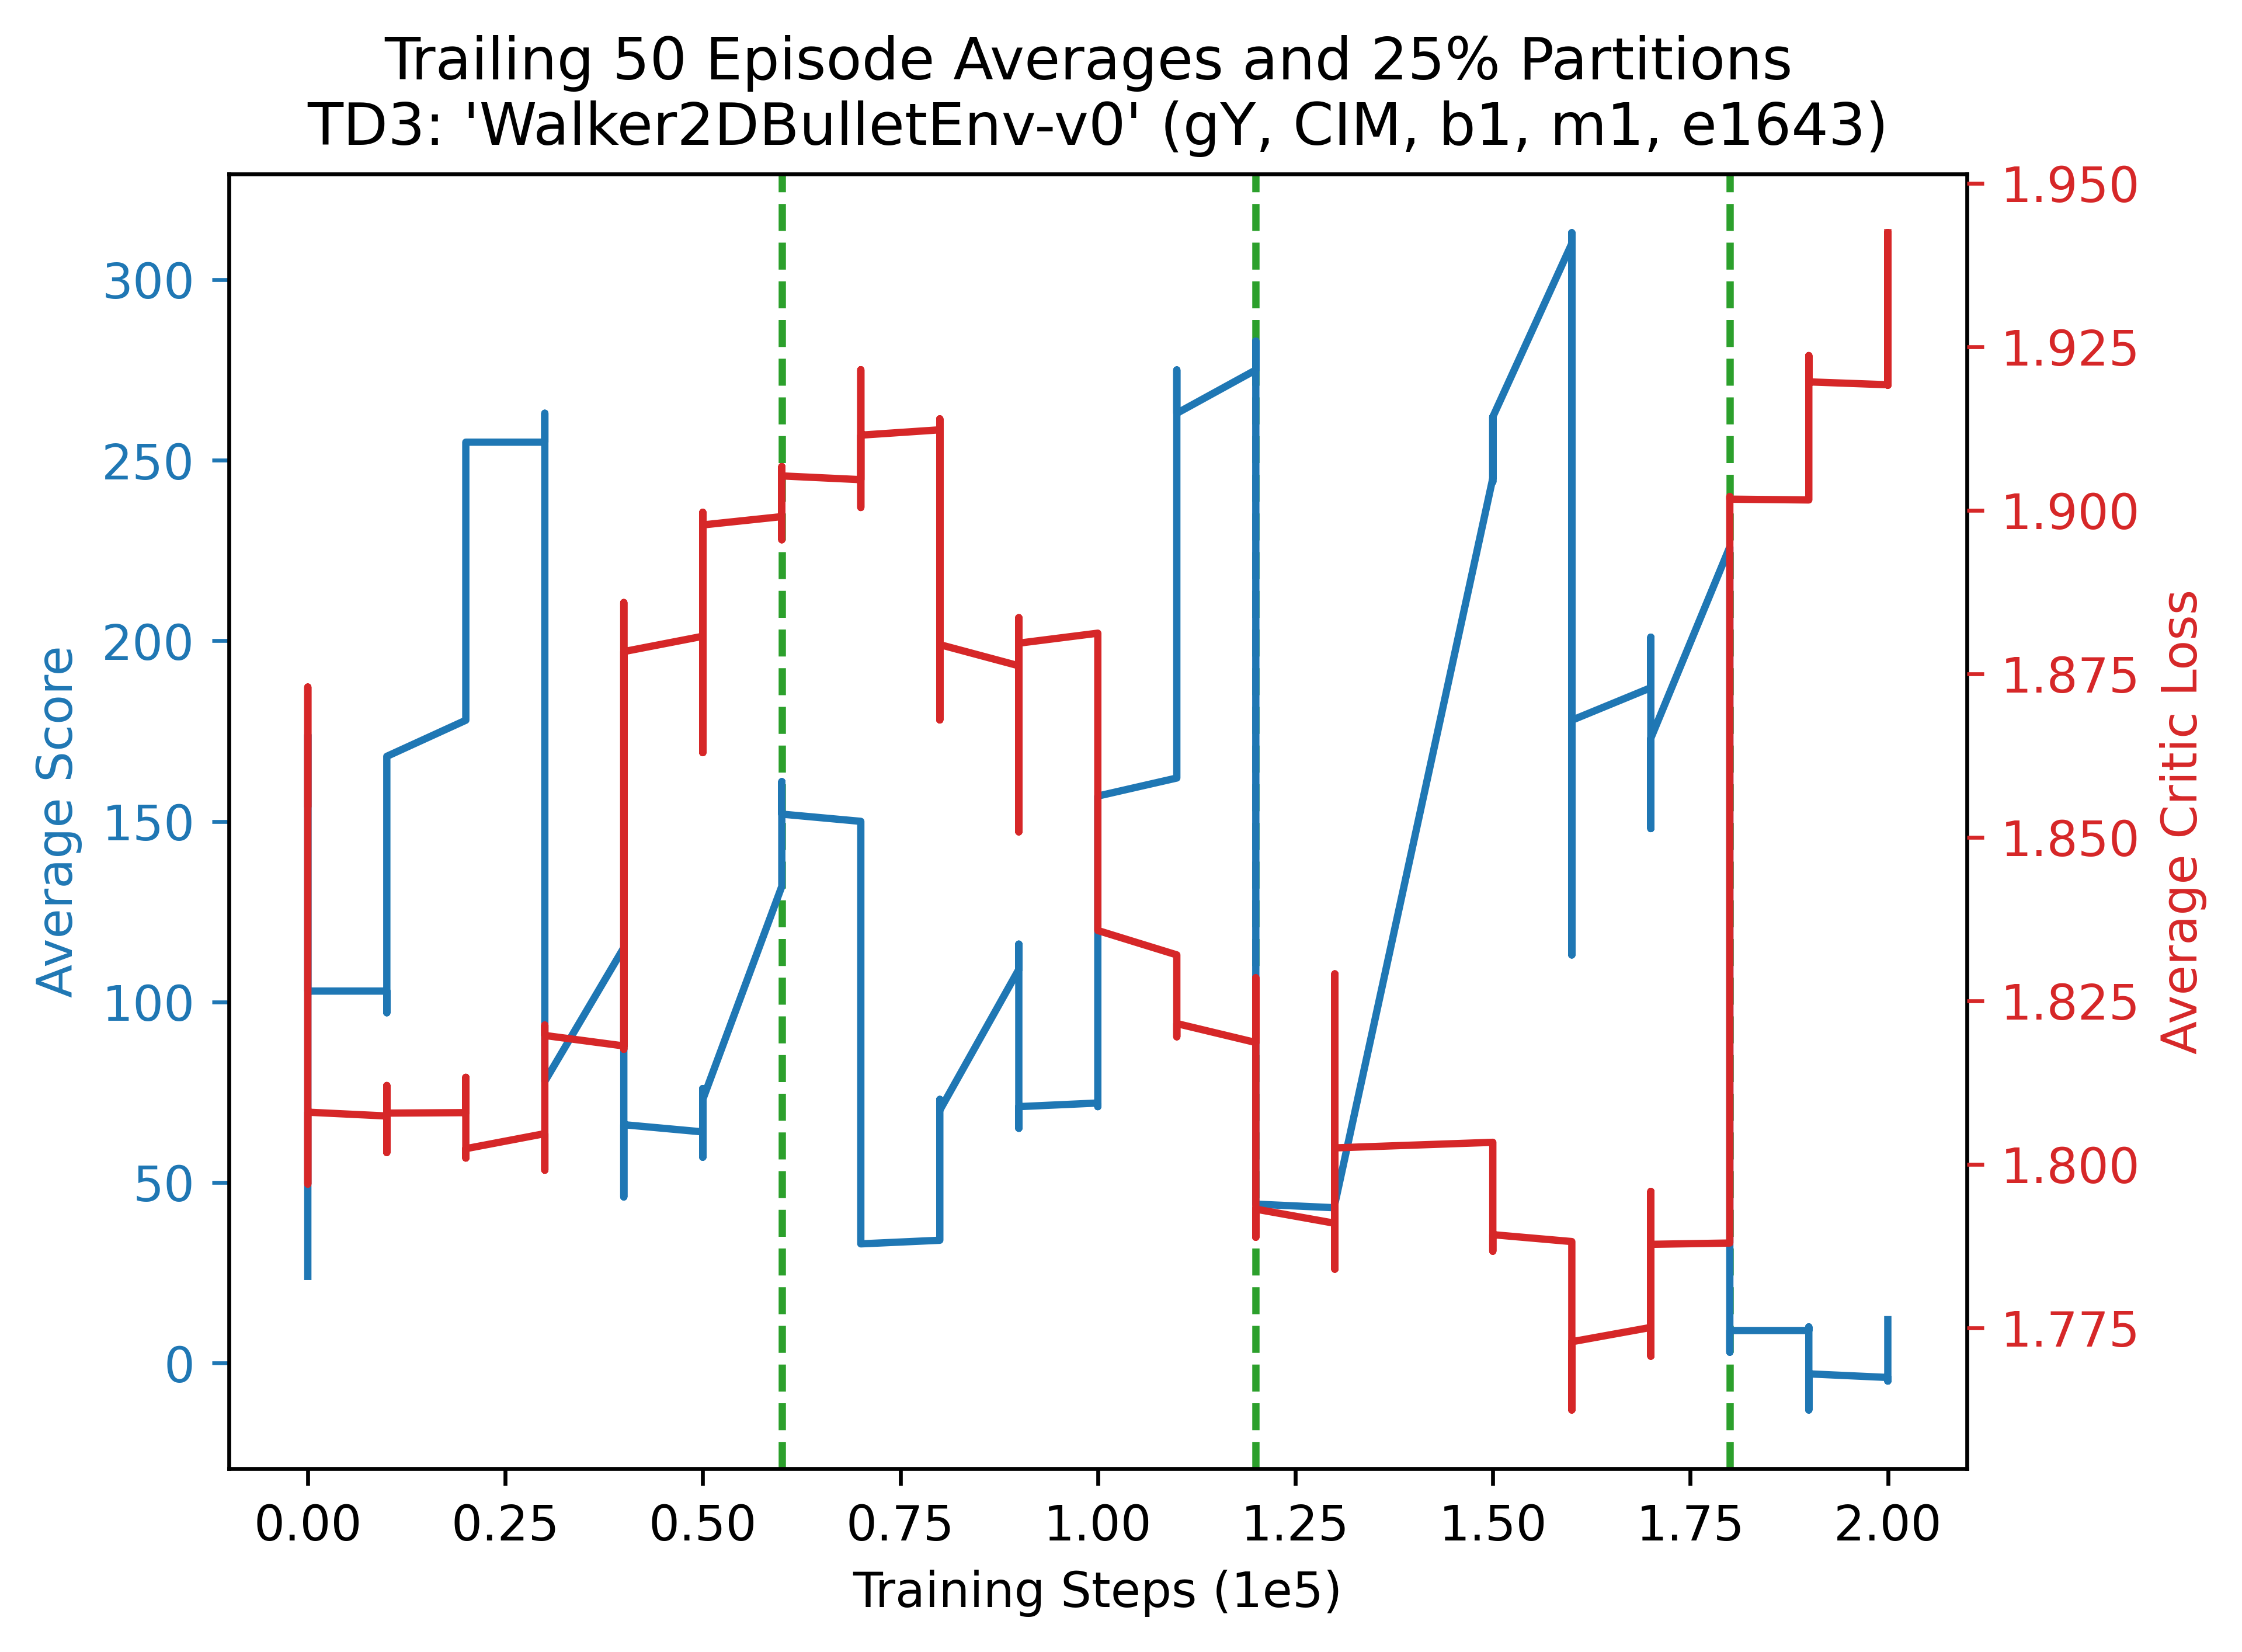 Trailing 50 Episode Averages and 25% Partitions
TD3: 'Walker2DBulletEnv-v0' (gY, CIM, b1, m1, e1643)
Average Score
300
250
200
150
100
50
0
1.950
1.925
1.900
1.875
1.850
1.825
1.800
1.775
Average Critic Loss
0.00 0.25 0.50 0.75 1.00 1.25 1.50 1.75 2.00
Training Steps (1e5)